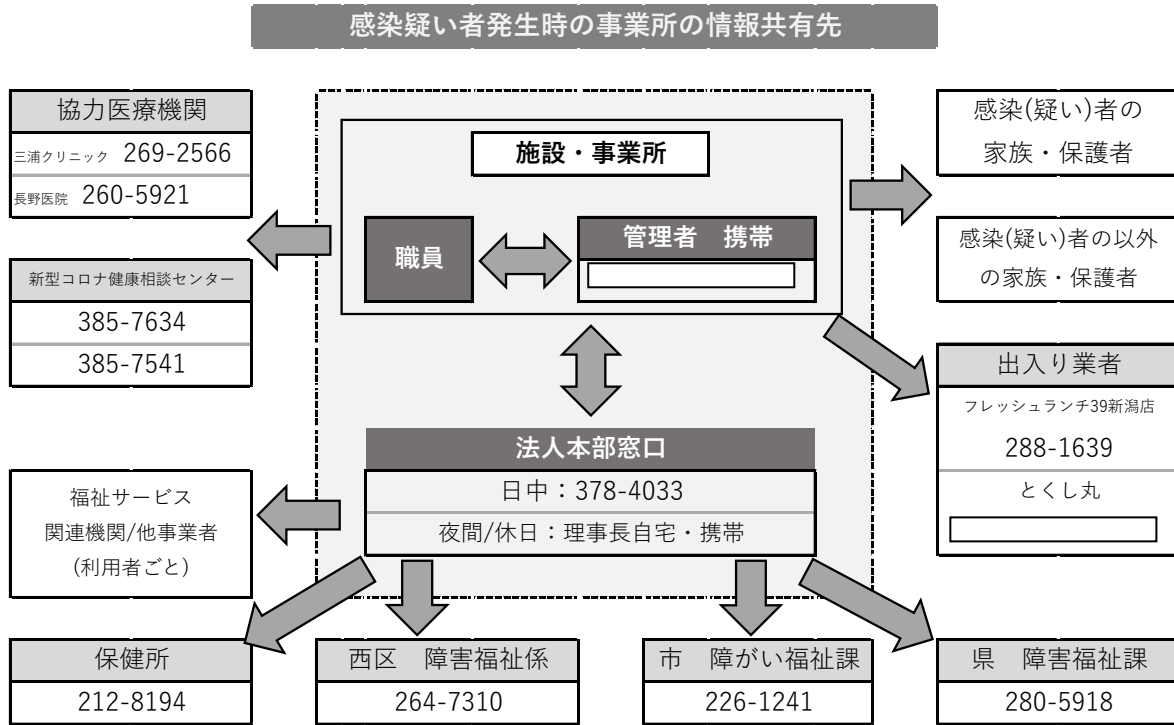 感染疑い者発生時の事業所の情報共有先
協力医療機関
三浦クリニック 269-2566
長野医院 260-5921
新型コロナ健康相談センター
385-7634
385-7541
施設・事業所
職員
管理者　携帯
感染(疑い)者の
家族・保護者
感染(疑い)者の以外
の家族・保護者
出入り業者
フレッシュランチ39新潟店
288-1639
とくし丸
法人本部窓口
日中：378-4033
夜間/休日：理事長自宅・携帯
福祉サービス
関連機関/他事業者
(利用者ごと)
保健所
212-8194
西区　障害福祉係
264-7310
市　障がい福祉課
226-1241
県　障害福祉課
280-5918